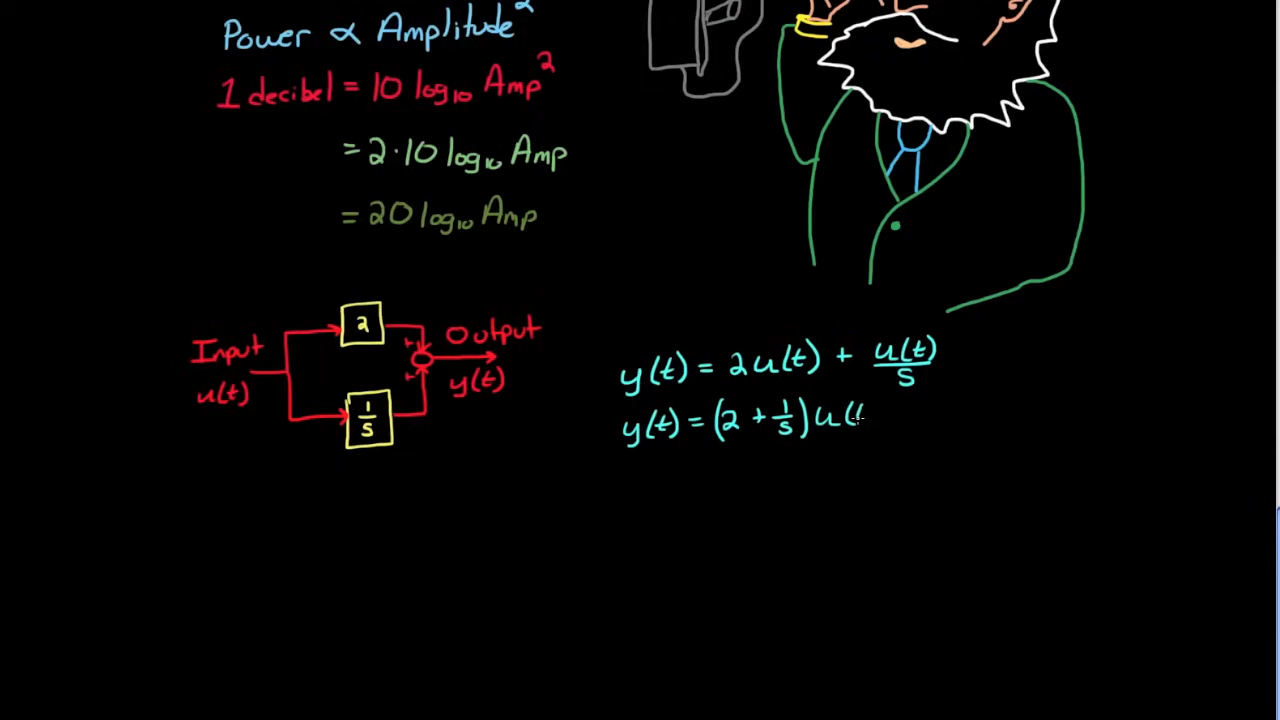 Power ∝ Amplitude²
1 decibel = 10 log₁₀ Amp²
= 2·10 log₁₀ Amp
= 20 log₁₀ Amp
Input
u(t)
2
1/s
+
+
Output
y(t)
y(t) = 2u(t) + u(t)/s
y(t) = (2 + 1/s) u(t